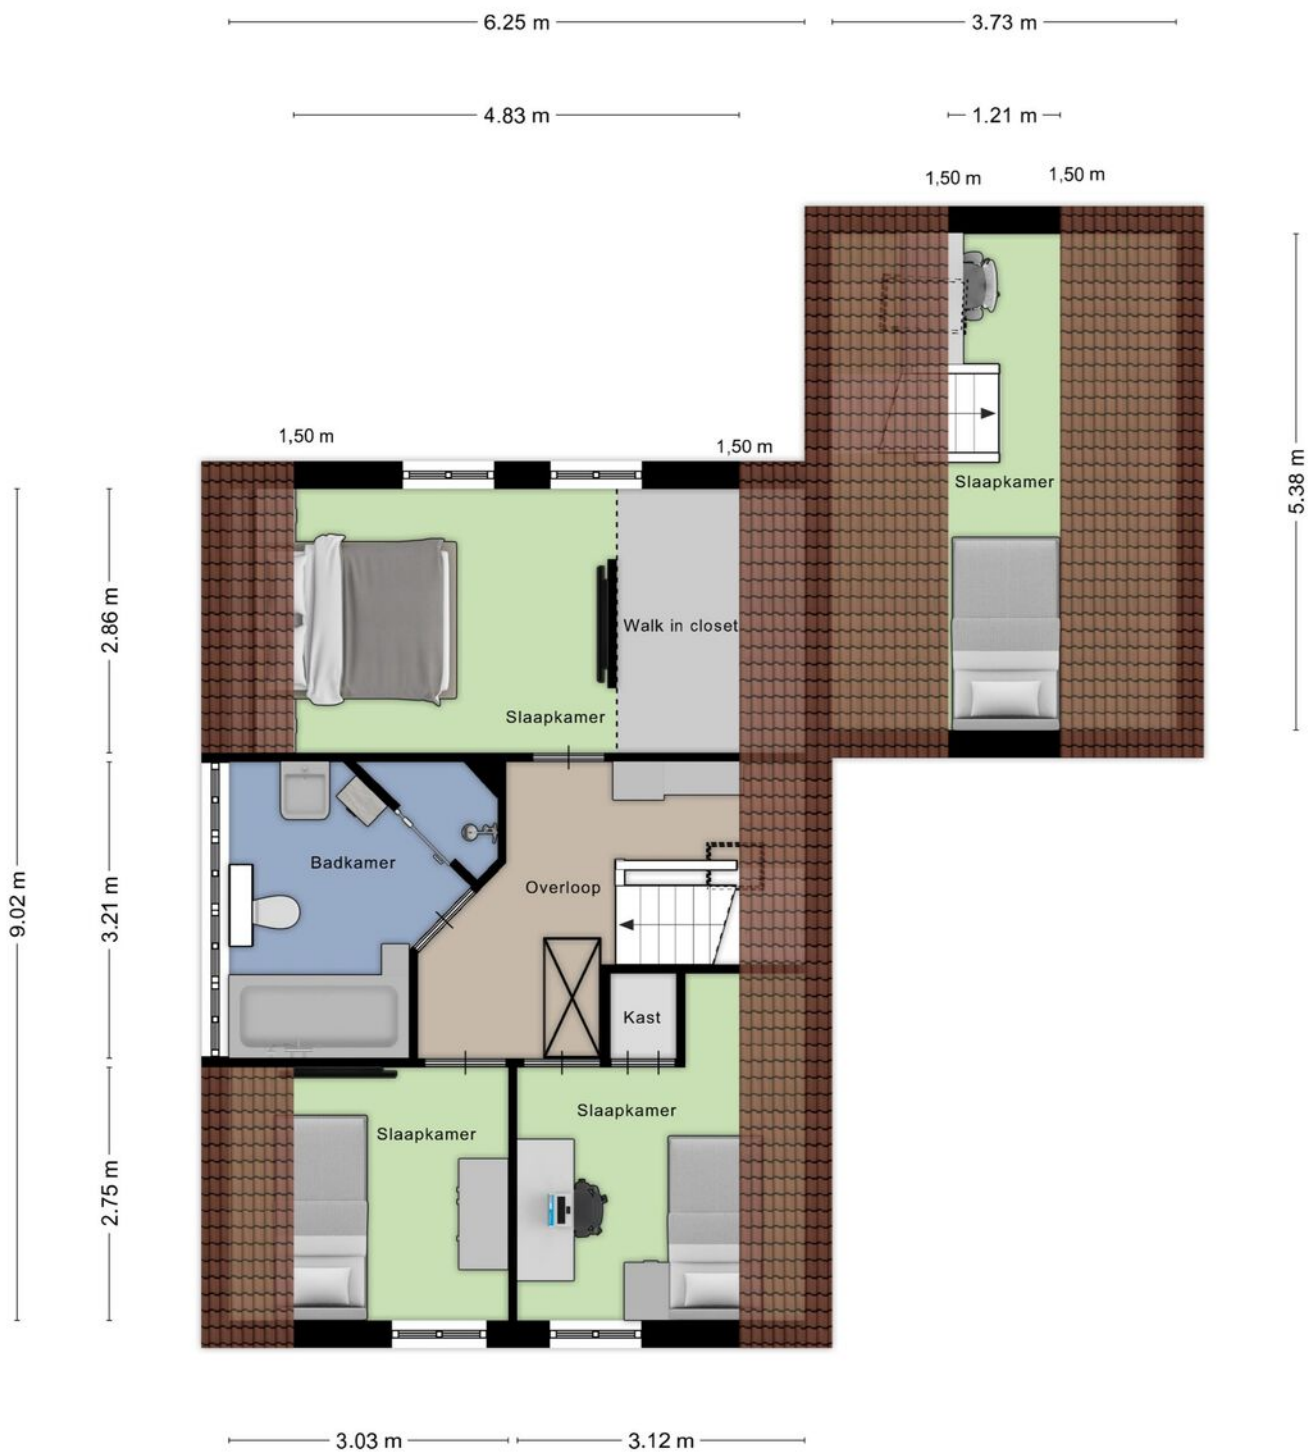 6.25 m
3.73 m
4.83 m
1.21 m
1,50 m
1,50 m
1,50 m
1,50 m
5.38 m
Slaapkamer
2.86 m
Walk in closet
Slaapkamer
9.02 m
3.21 m
Badkamer
Overloop
Kast
Slaapkamer
Slaapkamer
2.75 m
3.03 m
3.12 m